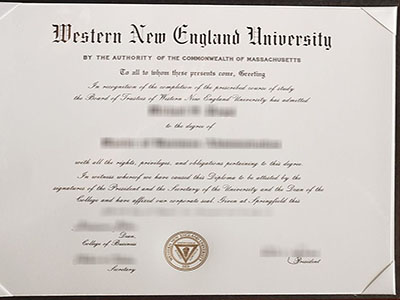 Western New England University
BY THE AUTHORITY OF THE COMMONWEALTH OF MASSACHUSETTS
To all to whom these presents come, Greeting
In recognition of the completion of the prescribed course of study
the Board of Trustees of Western New England University has admitted
to the degree of
with all the rights, privileges, and obligations pertaining to this degree.
In witness whereof we have caused this Diploma to be attested by the
signatures of the President and the Secretary of the University and the Dean of the
College and have affixed our corporate seal. Given at Springfield this
Dean,
College of Business
Secretary
President